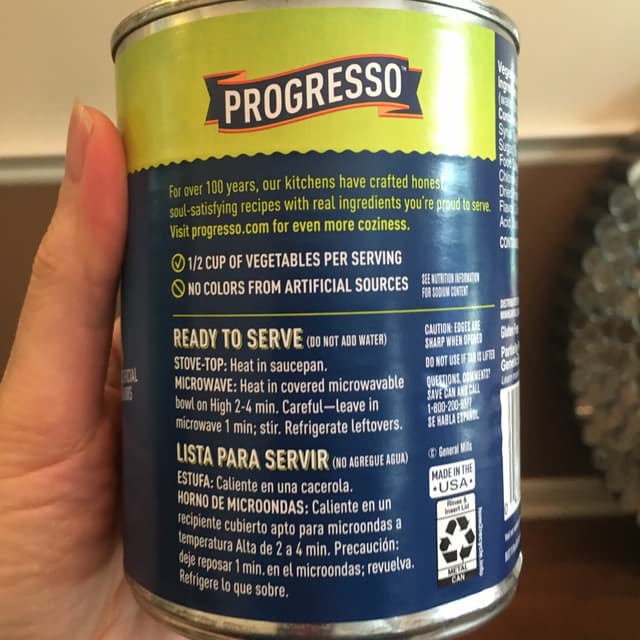 PROGRESSO™
For over 100 years, our kitchens have crafted honest,
soul-satisfying recipes with real ingredients you're proud to serve.
Visit progresso.com for even more coziness.
1/2 CUP OF VEGETABLES PER SERVING
NO COLORS FROM ARTIFICIAL SOURCES
SEE NUTRITION INFORMATION
FOR SODIUM CONTENT
READY TO SERVE (DO NOT ADD WATER)
STOVE-TOP: Heat in saucepan.
MICROWAVE: Heat in covered microwavable
bowl on High 2-4 min. Careful—leave in
microwave 1 min; stir. Refrigerate leftovers.
LISTA PARA SERVIR (NO AGREGUE AGUA)
ESTUFA: Caliente en una cacerola.
HORNO DE MICROONDAS: Caliente en un
recipiente cubierto apto para microondas a
temperatura Alta de 2 a 4 min. Precaución:
deje reposar 1 min. en el microondas; revuelva.
Refrigere lo que sobre.
CAUTION: EDGES ARE
SHARP WHEN OPENED
DO NOT USE IF TAB IS LIFTED
QUESTIONS, COMMENTS?
SAVE CAN AND CALL
SE HABLA ESPAÑOL
© General Mills
MADE IN THE
USA
Rinse &
Insert Lid
METAL
CAN
how2recycle.info